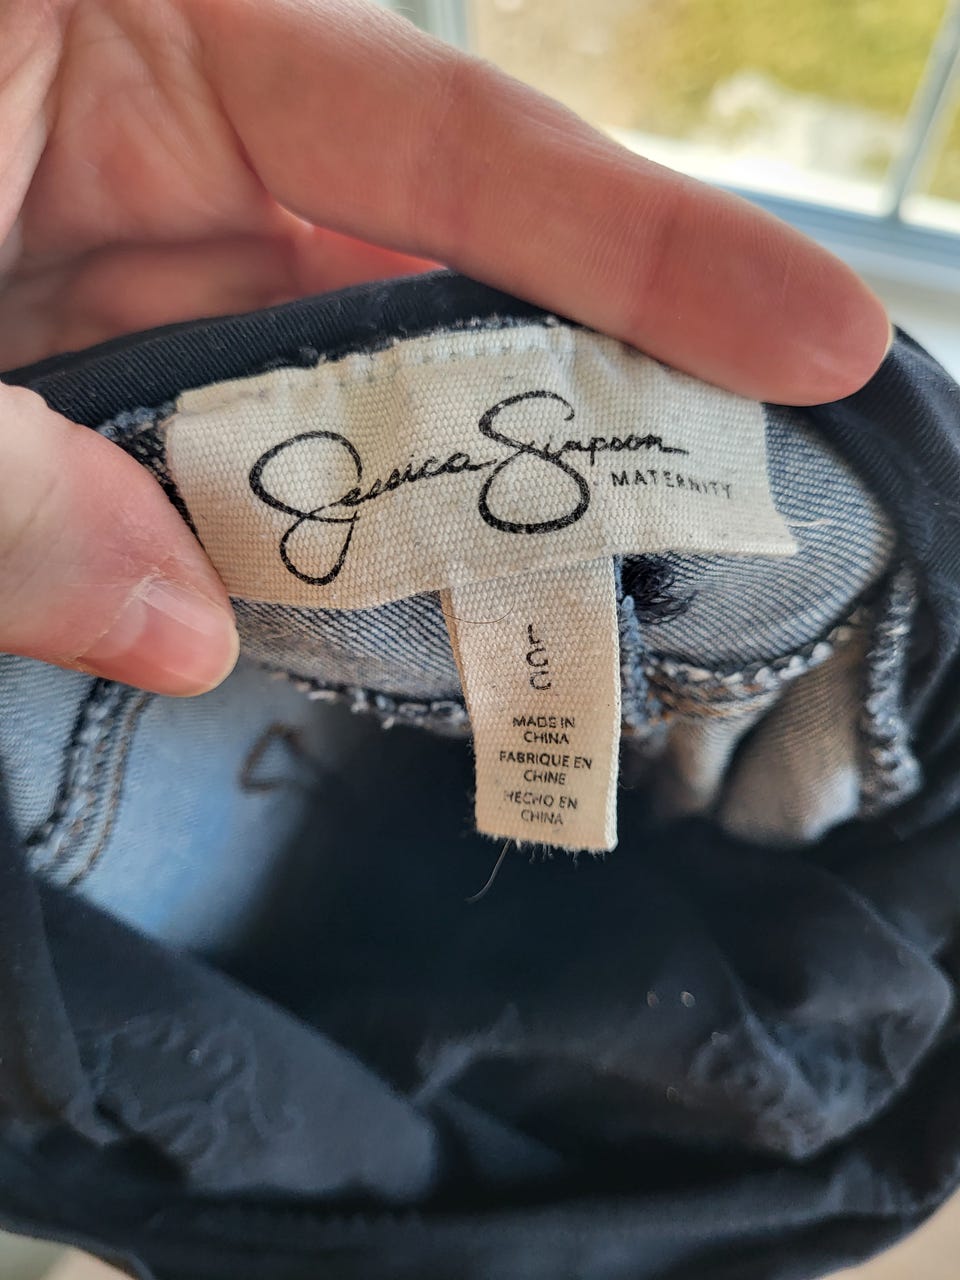 Jessica Simpson
MATERNITY
L
G
G
MADE IN
CHINA
FABRIQUE EN
CHINE
HECHO EN
CHINA